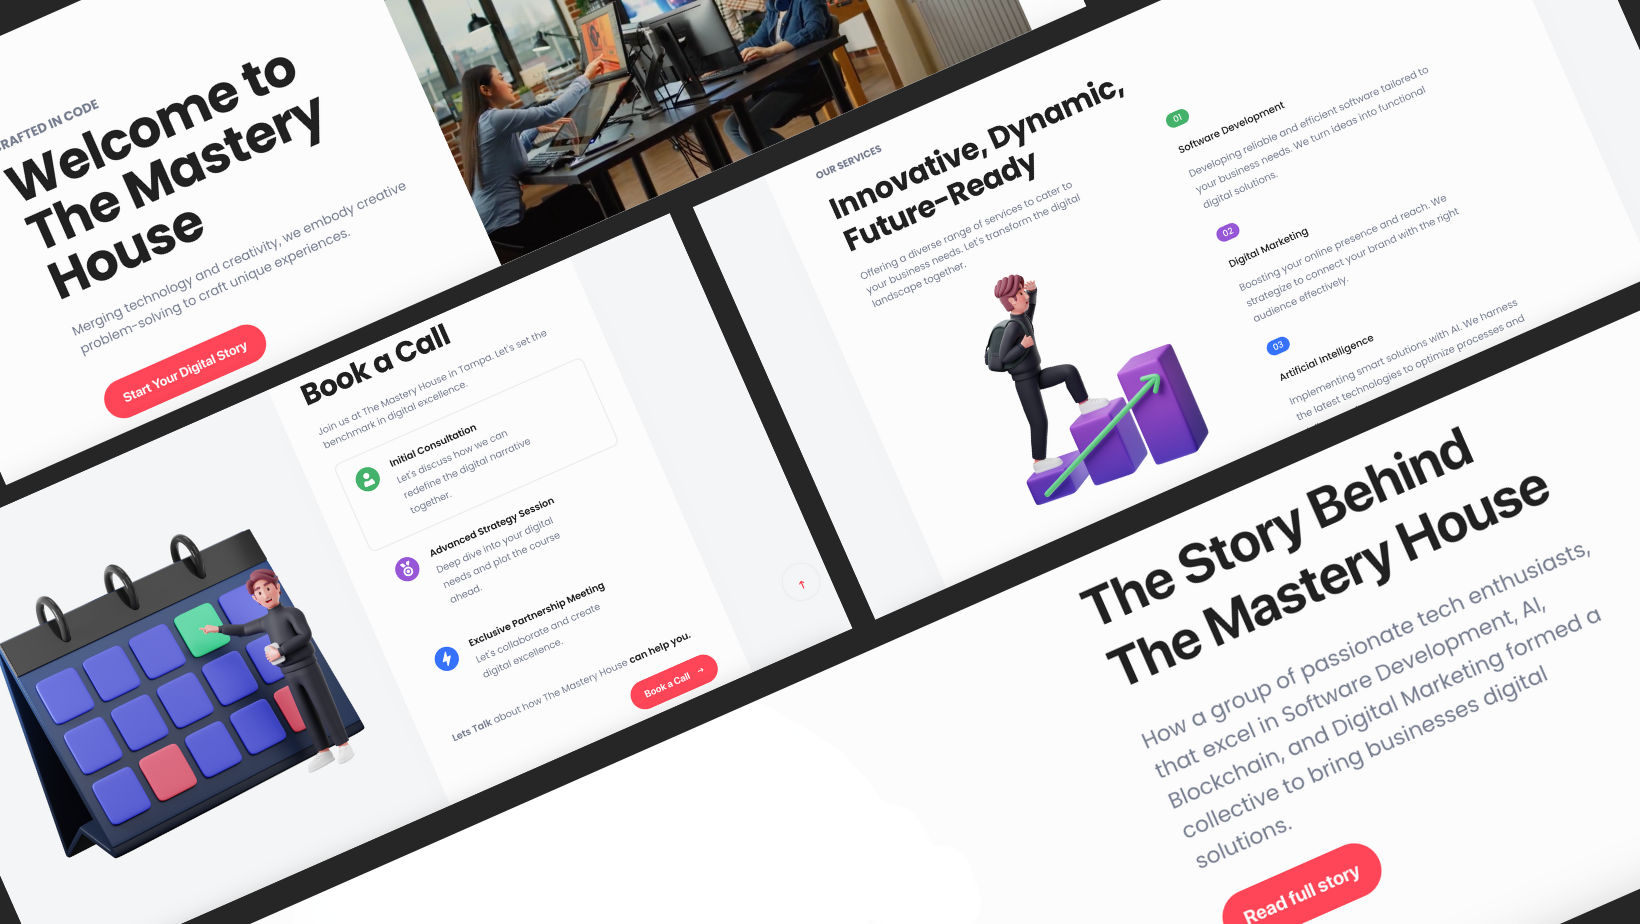 CRAFTED IN CODE
Welcome to
The Mastery
House
Merging technology and creativity, we embody creative
problem-solving to craft unique experiences.
Start Your Digital Story
Book a Call
Join us at The Mastery House in Tampa. Let's set the
benchmark in digital excellence.
Initial Consultation
Let's discuss how we can
redefine the digital narrative
together.
Advanced Strategy Session
Deep dive into your digital
needs and plot the course
ahead.
Exclusive Partnership Meeting
Let's collaborate and create
digital excellence.
Lets Talk about how The Mastery House can help you.
Book a Call →
OUR SERVICES
Innovative, Dynamic,
Future-Ready
Offering a diverse range of services to cater to
your business needs. Let's transform the digital
landscape together.
01
Software Development
Developing reliable and efficient software tailored to
your business needs. We turn ideas into functional
digital solutions.
02
Digital Marketing
Boosting your online presence and reach. We
strategize to connect your brand with the right
audience effectively.
03
Artificial Intelligence
Implementing smart solutions with AI. We harness
the latest technologies to optimize processes and
The Story Behind
The Mastery House
How a group of passionate tech enthusiasts,
that excel in Software Development, AI,
Blockchain, and Digital Marketing formed a
collective to bring businesses digital
solutions.
Read full story